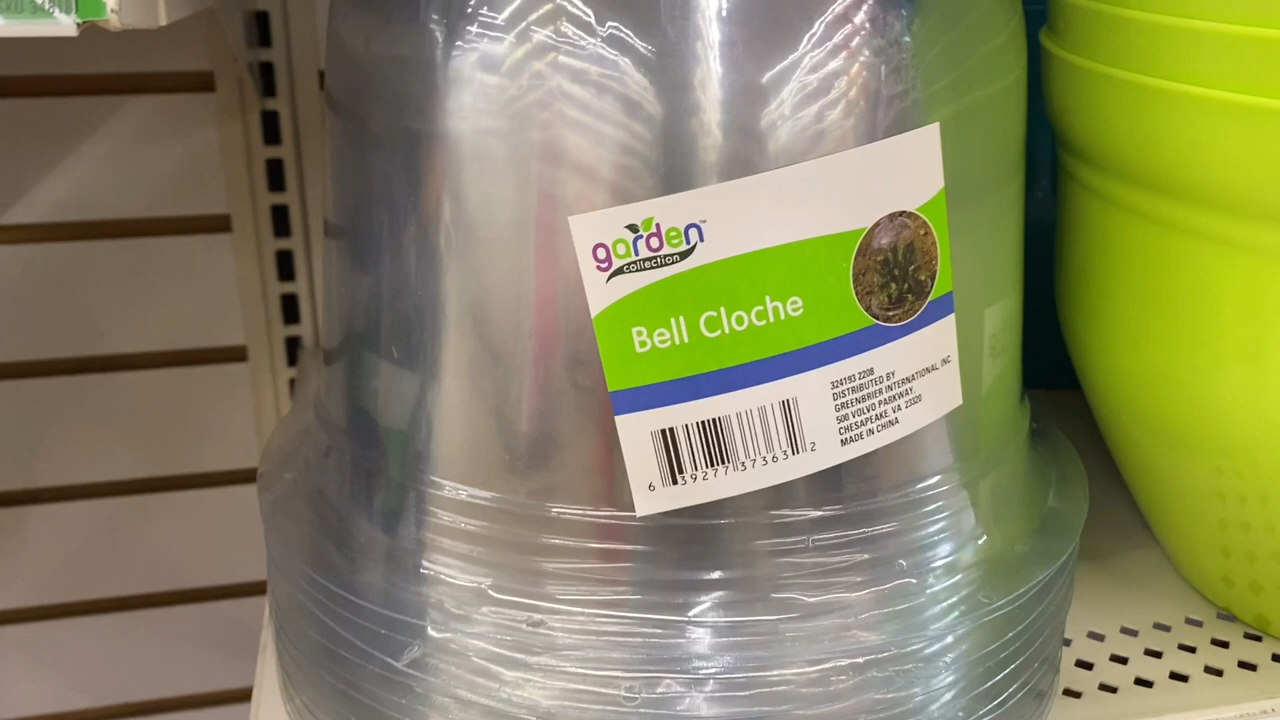 garden™
collection
Bell Cloche
324193 2208
DISTRIBUTED BY
GREENBRIER INTERNATIONAL, INC
500 VOLVO PARKWAY,
CHESAPEAKE, VA 23320
MADE IN CHINA
6 39277 37363 2